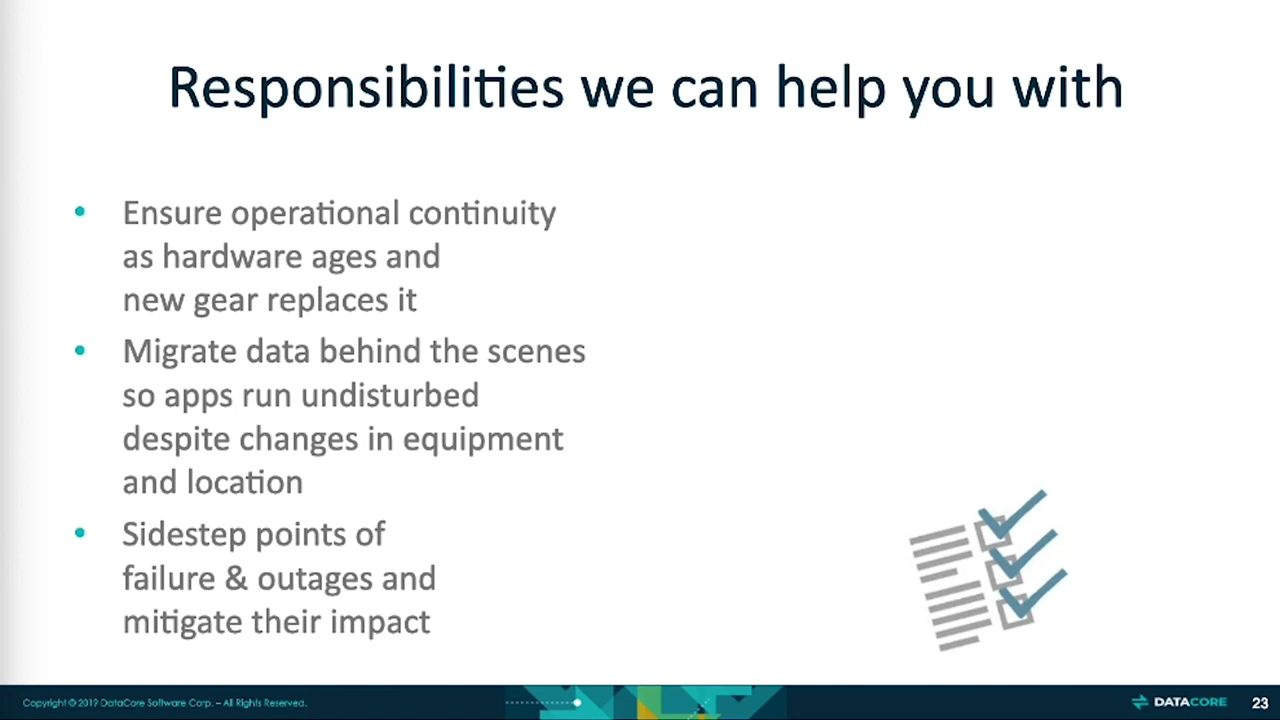 Responsibilities we can help you with
• Ensure operational continuity
as hardware ages and
new gear replaces it
• Migrate data behind the scenes
so apps run undisturbed
despite changes in equipment
and location
• Sidestep points of
failure & outages and
mitigate their impact
Copyright © 2019 DataCore Software Corp. – All Rights Reserved.
DATACORE
23